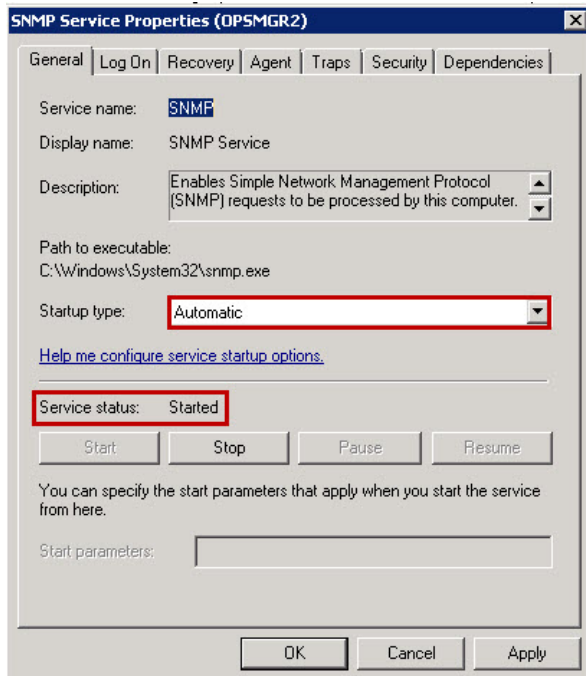 SNMP Service Properties (OPSMGR2)
General Log On Recovery Agent Traps Security Dependencies
Service name: SNMP
Display name: SNMP Service
Description: Enables Simple Network Management Protocol
(SNMP) requests to be processed by this computer.
Path to executable:
C:\Windows\System32\snmp.exe
Startup type: Automatic
Help me configure service startup options.
Service status: Started
Start Stop Pause Resume
You can specify the start parameters that apply when you start the service
from here.
Start parameters:
OK Cancel Apply